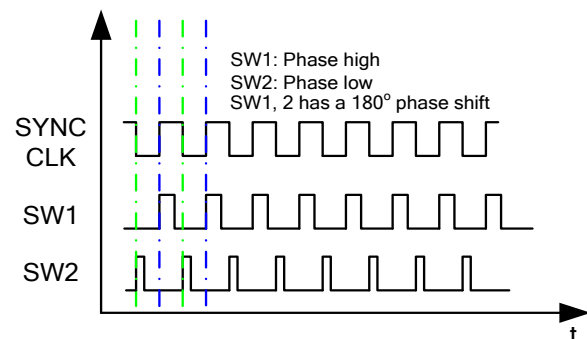 SW1: Phase high
SW2: Phase low
SW1, 2 has a 180° phase shift
SYNC
CLK
SW1
SW2
t